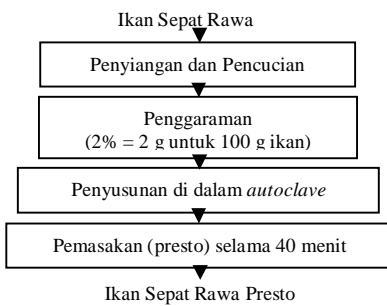 Ikan Sepat Rawa
Penyiangan dan Pencucian
Penggaraman
(2% = 2 g untuk 100 g ikan)
Penyusunan di dalam autoclave
Pemasakan (presto) selama 40 menit
Ikan Sepat Rawa Presto